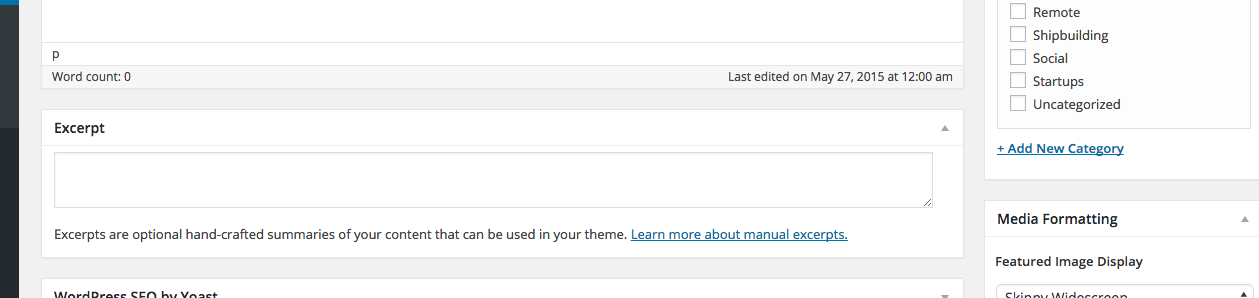 p
Word count: 0
Last edited on May 27, 2015 at 12:00 am
Excerpt
Excerpts are optional hand-crafted summaries of your content that can be used in your theme. Learn more about manual excerpts.
WordPress SEO by Yoast
Remote
Shipbuilding
Social
Startups
Uncategorized
+ Add New Category
Media Formatting
Featured Image Display
Skinny Widescreen